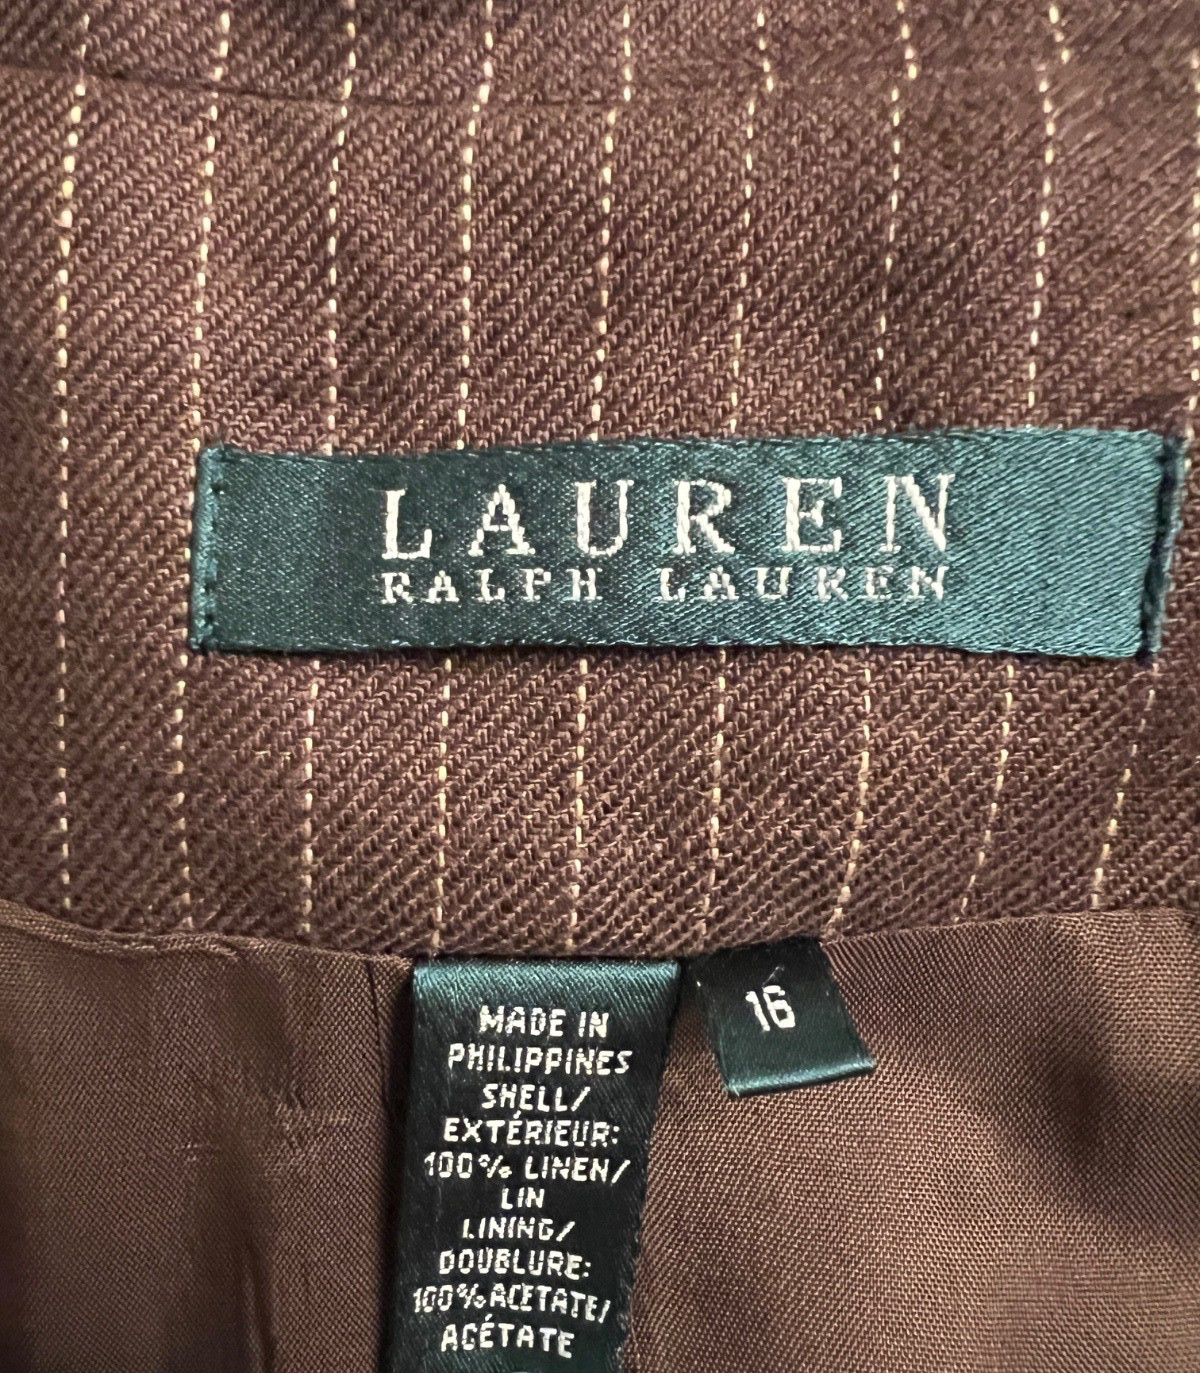 LAUREN
RALPH LAUREN
MADE IN
PHILIPPINES
SHELL/
EXTÉRIEUR:
100% LINEN/
LIN
LINING/
DOUBLURE:
100% ACETATE/
ACÉTATE
16